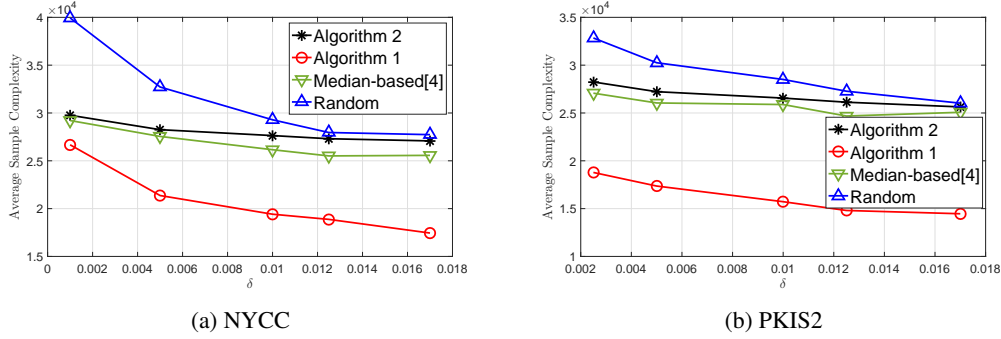 ×10⁴
4
3.5
3
2.5
2
1.5
Average Sample Complexity
0 0.002 0.004 0.006 0.008 0.01 0.012 0.014 0.016 0.018
δ
Algorithm 2
Algorithm 1
Median-based[4]
Random
(a) NYCC
×10⁴
3.5
3
2.5
2
1.5
1
Average Sample Complexity
0.002 0.004 0.006 0.008 0.01 0.012 0.014 0.016 0.018
δ
Algorithm 2
Algorithm 1
Median-based[4]
Random
(b) PKIS2